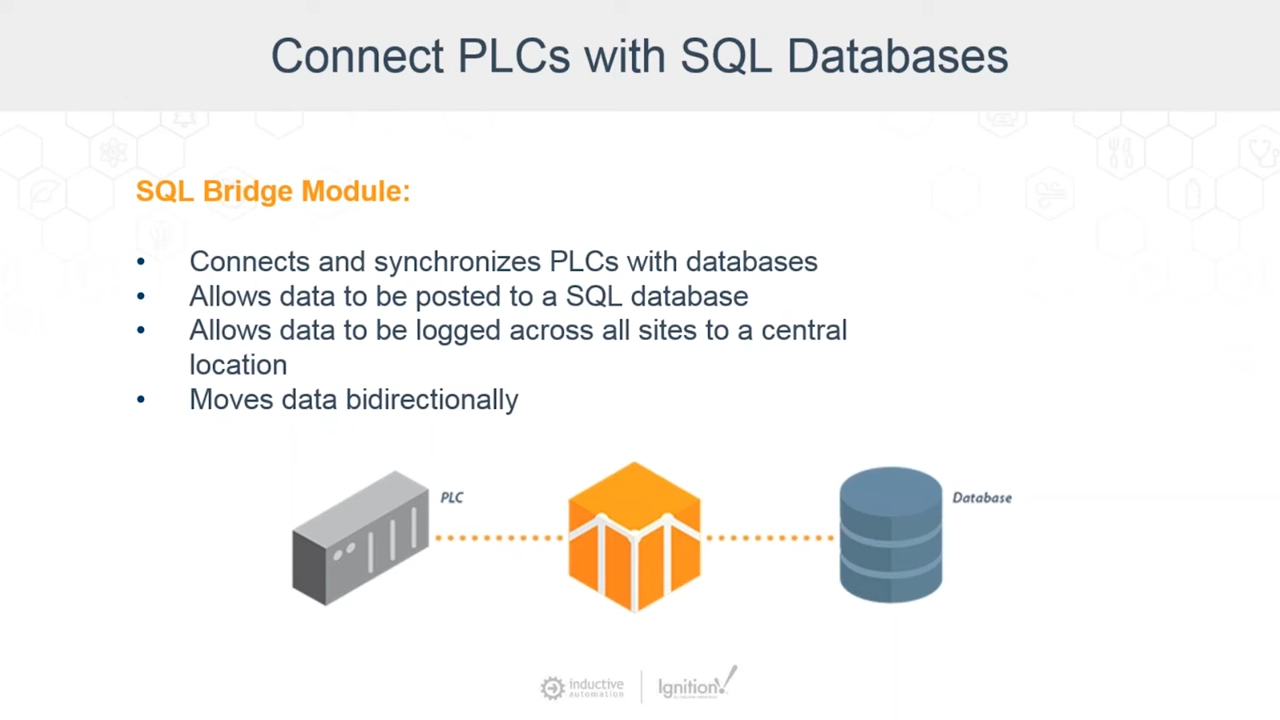 Connect PLCs with SQL Databases
SQL Bridge Module:
• Connects and synchronizes PLCs with databases
• Allows data to be posted to a SQL database
• Allows data to be logged across all sites to a central
location
• Moves data bidirectionally
PLC
Database
inductive
automation
Ignition!